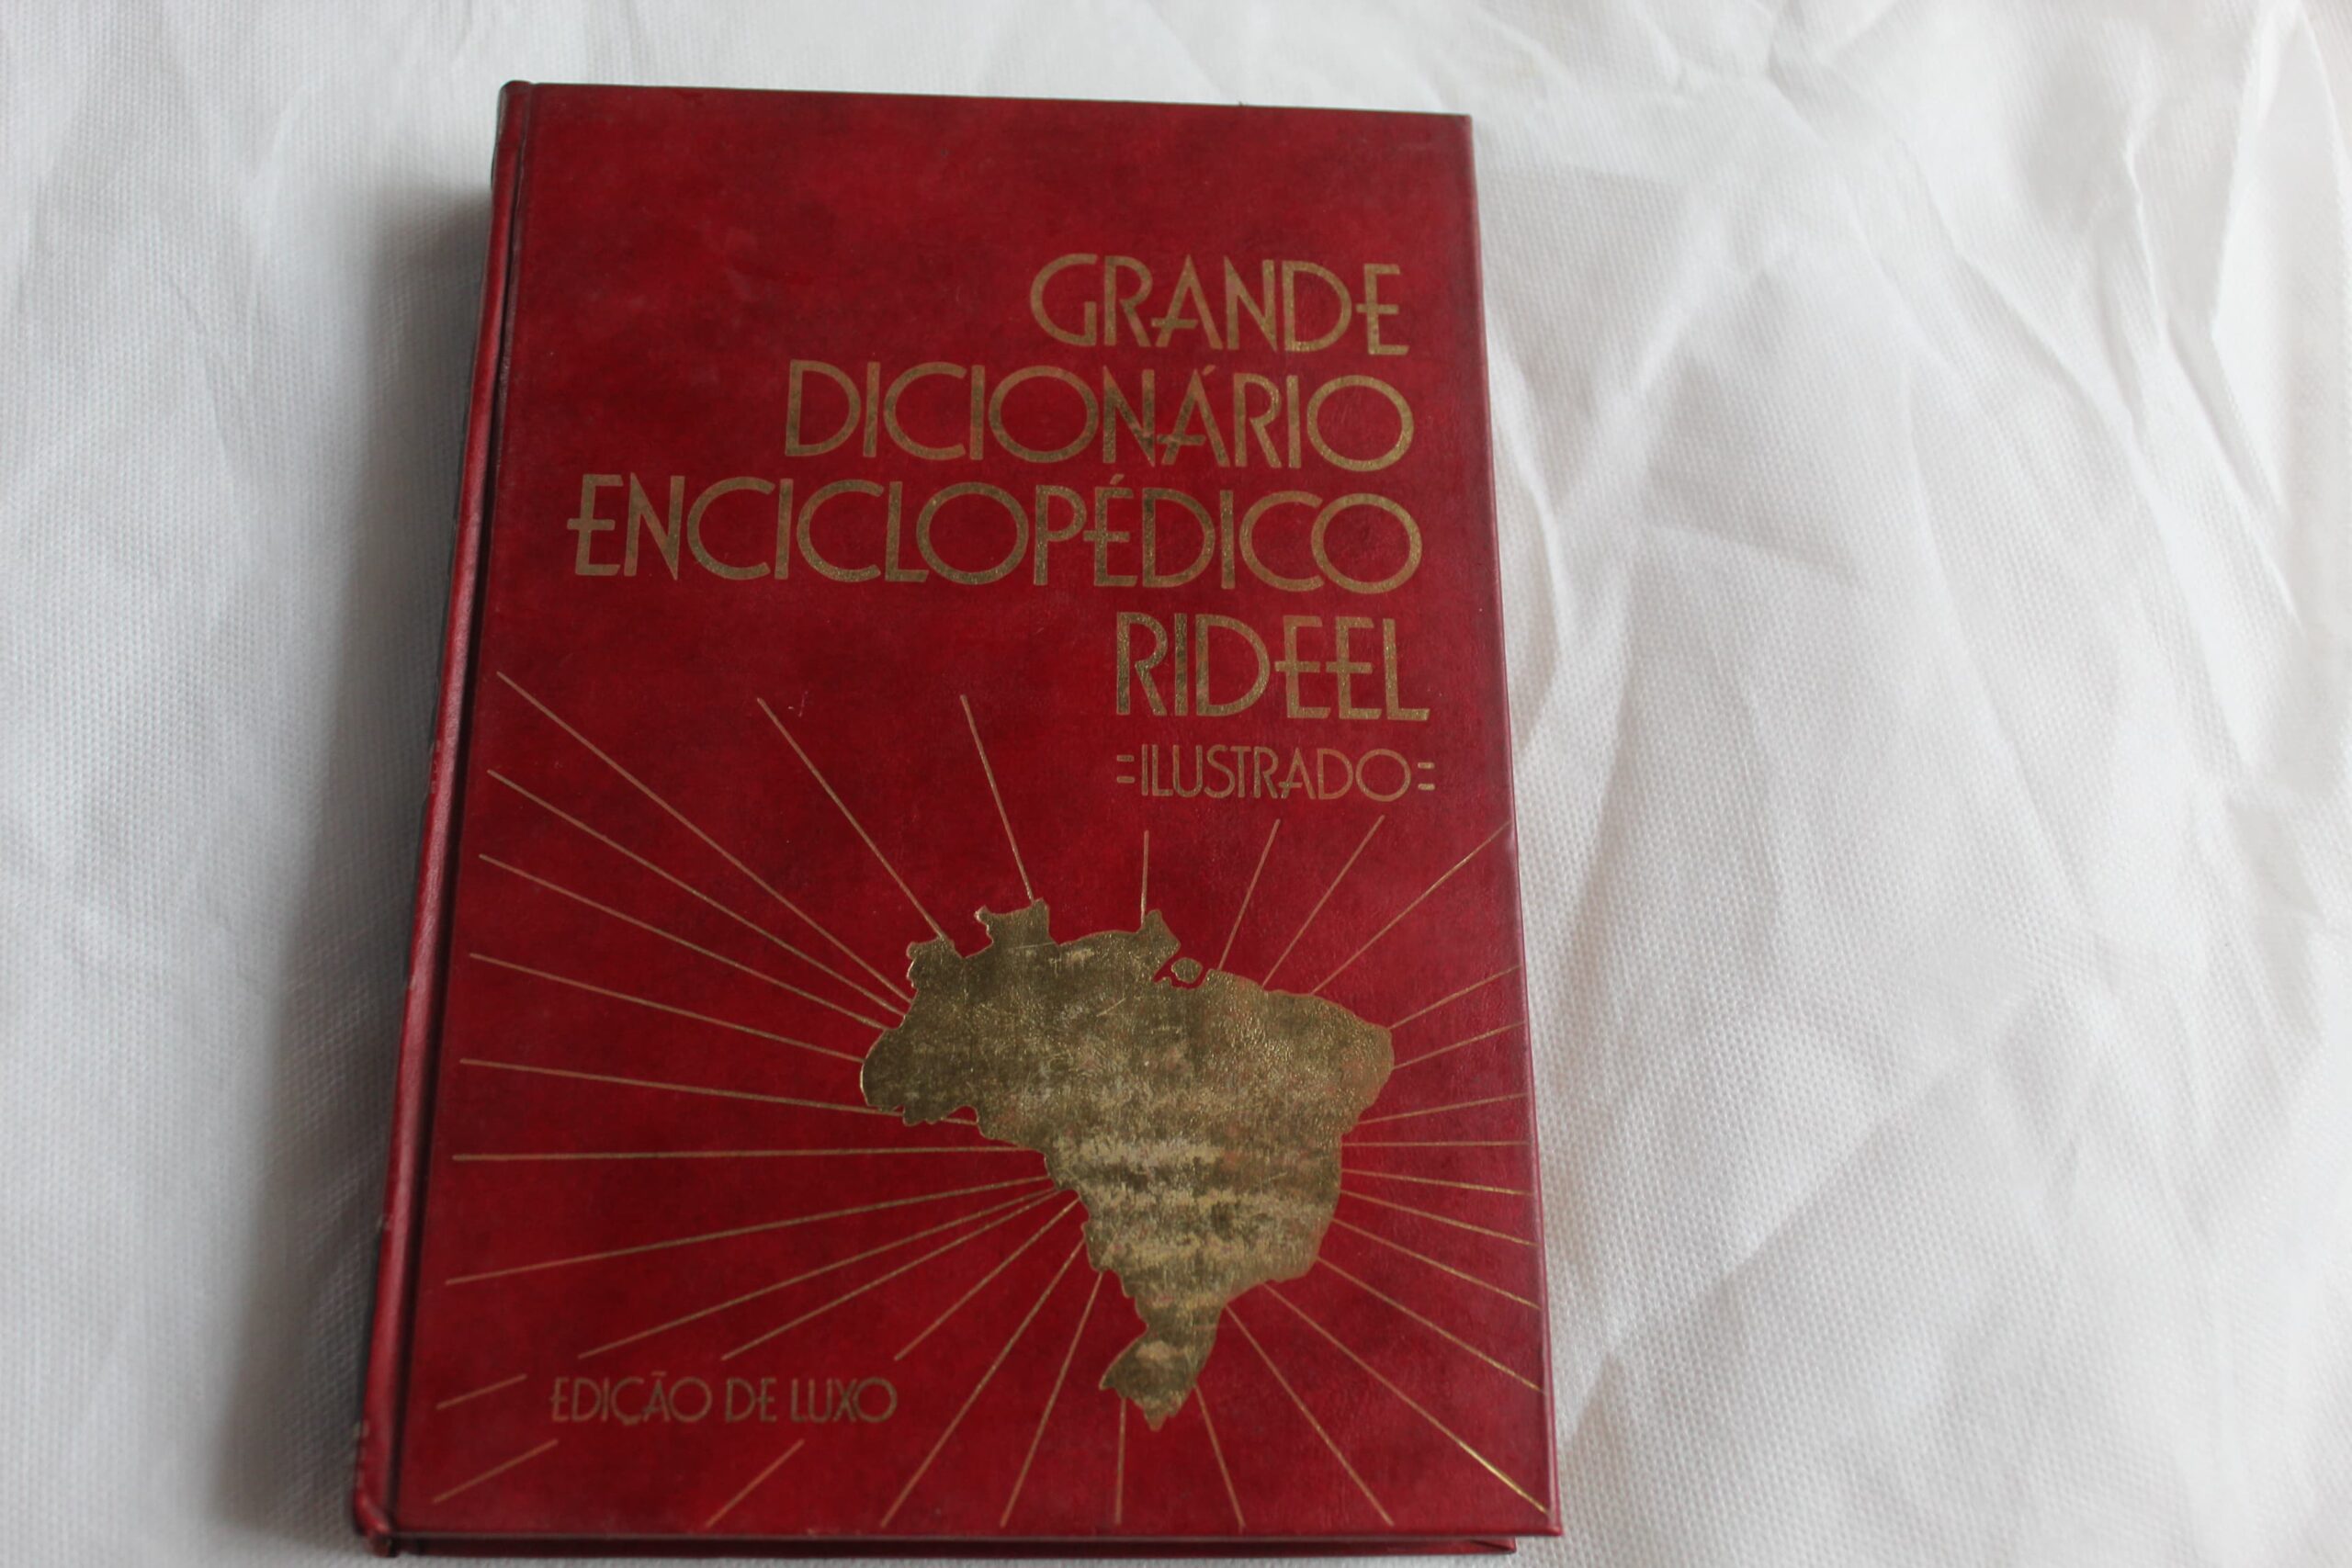 GRANDE
DICIONÁRIO
ENCICLOPÉDICO
RIDEEL
=ILUSTRADO=
EDIÇÃO DE LUXO